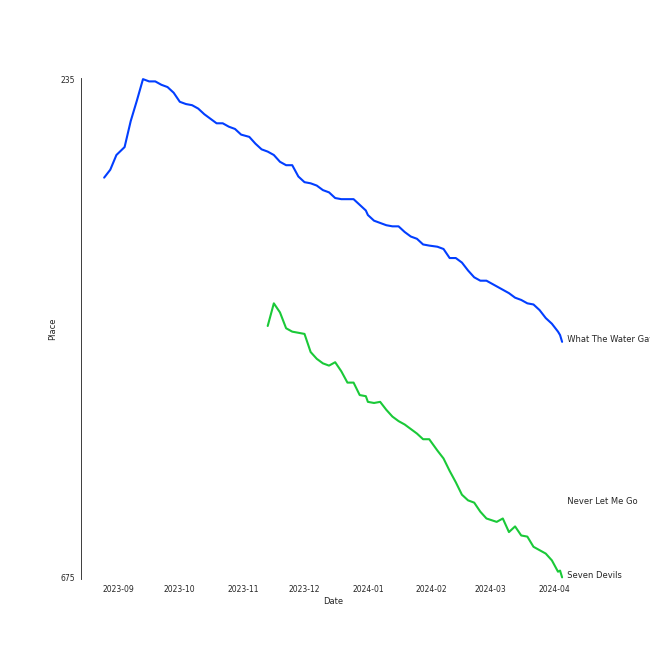 235
What The Water Ga
Place
Never Let Me Go
675
Seven Devils
2023-09 2023-10 2023-11 2023-12 2024-01 2024-02 2024-03 2024-04
Date